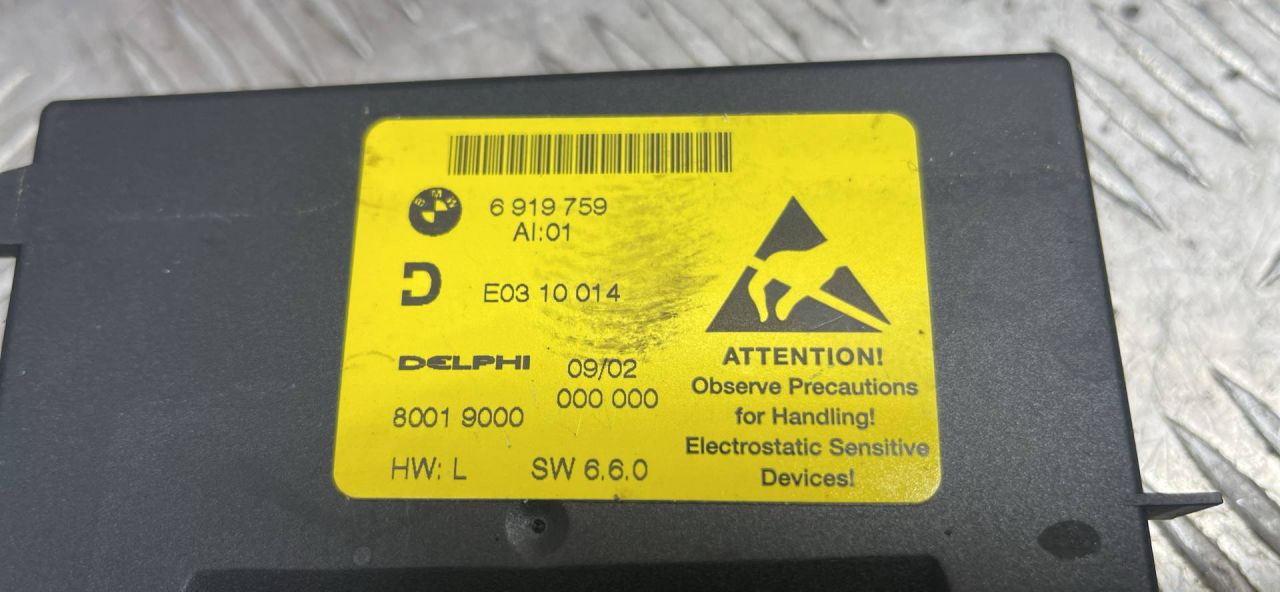 BMW
6 919 759
AI:01
D
E03 10 014
DELPHI
09/02
000 000
8001 9000
HW: L
SW 6.6.0
ATTENTION!
Observe Precautions
for Handling!
Electrostatic Sensitive
Devices!